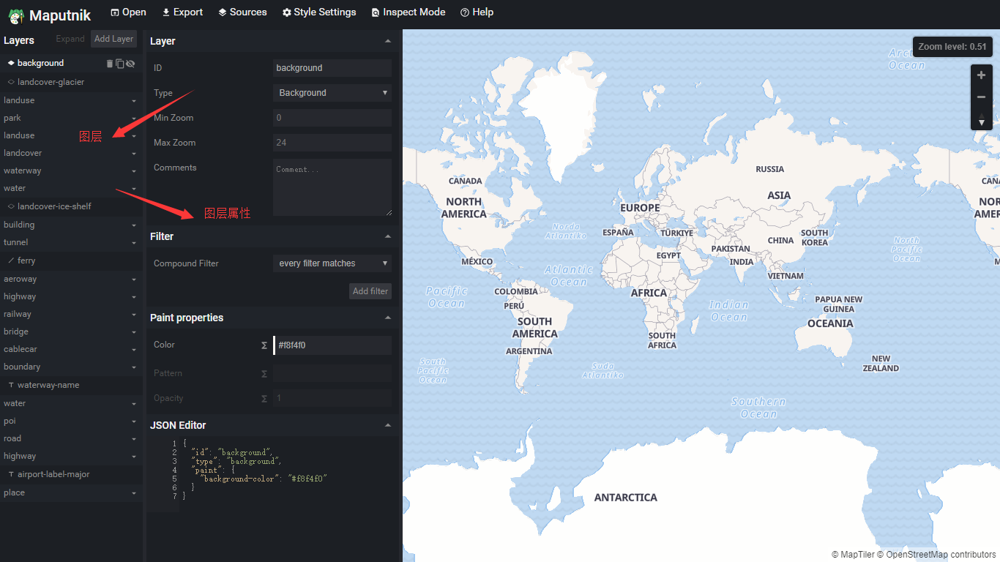 Maputnik
Open
Export
Sources
Style Settings
Inspect Mode
Help
Layers
Expand
Add Layer
background
landcover-glacier
landuse
park
landuse
landcover
waterway
water
landcover-ice-shelf
building
tunnel
ferry
aeroway
highway
railway
bridge
cablecar
boundary
waterway-name
water
poi
road
highway
airport-label-major
place
图层
图层属性
Layer
ID
background
Type
Background
Min Zoom
0
Max Zoom
24
Comments
Comment...
Filter
Compound Filter
every filter matches
Add filter
Paint properties
Color
#f8f4f0
Pattern
Opacity
1
JSON Editor
1 {
2 "id": "background",
3 "type": "background",
4 "paint": {
5 "background-color": "#f8f4f0"
6 }
7 }
Zoom level: 0.51
Arctic
Ocean
CANADA
NORTH
AMERICA
RUSSIA
ASIA
EUROPE
ESPAÑA
TÜRKIYE
Norda
Atlantiko
SOUTH
KOREA
CHINA
PAKISTAN
INDIA
EGYPT
North
Pacific
Ocean
CANADA
NORTH
AMER
MÉXICO
M
Atlantic
Ocean
VIETNAM
Pacific
Ocean
COLOMBIA
PERÚ
AFRICA
Indian
Ocean
PAPUA NEW
GUINEA
OCEANIA
SOUTH
AMERICA
SOUTH
AFRICA
ARGENTINA
South
Pacific
Ocean
Suda
Atlantiko
NEW
ZEALAND
Southern
Ocean
ANTARCTICA
© MapTiler © OpenStreetMap contributors